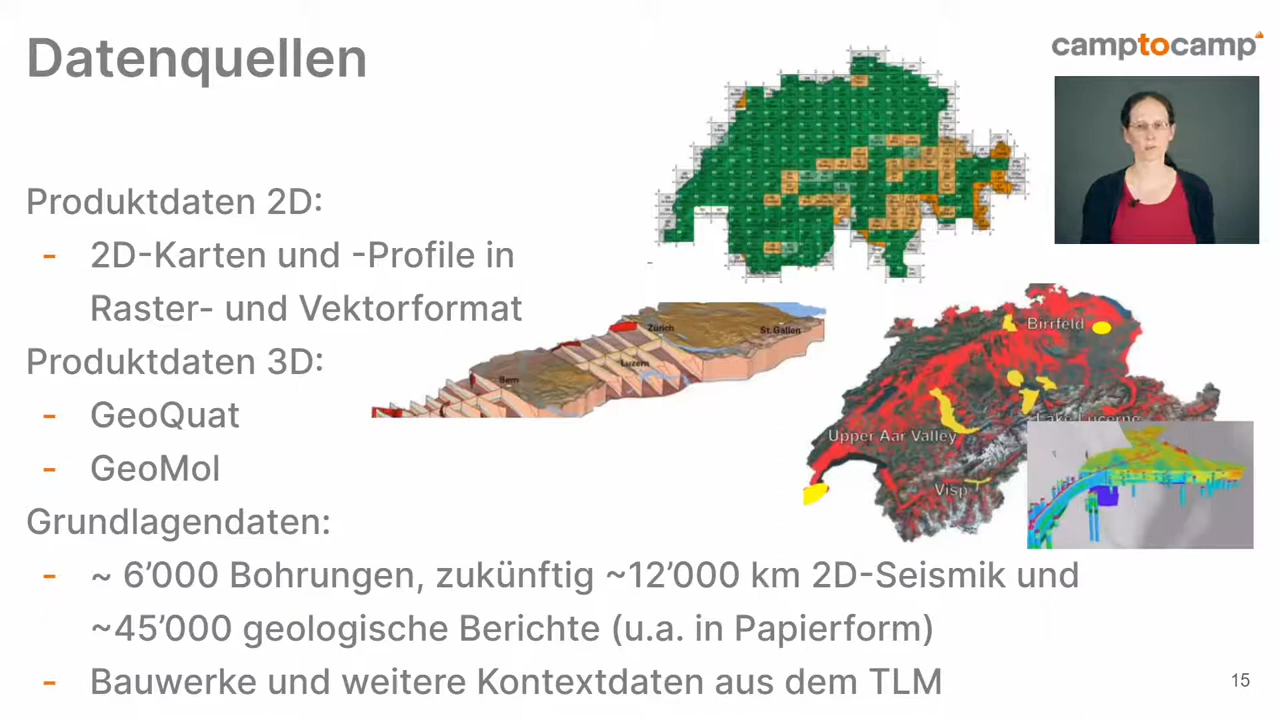 Datenquellen
camptocamp
Produktdaten 2D:
- 2D-Karten und -Profile in
Raster- und Vektorformat
Produktdaten 3D:
- GeoQuat
- GeoMol
Grundlagendaten:
- ~ 6’000 Bohrungen, zukünftig ~12’000 km 2D-Seismik und
~45’000 geologische Berichte (u.a. in Papierform)
- Bauwerke und weitere Kontextdaten aus dem TLM
Zürich
St. Gallen
Luzern
Bern
Birrfeld
Lake Lucerne
Upper Aar Valley
Visp
15